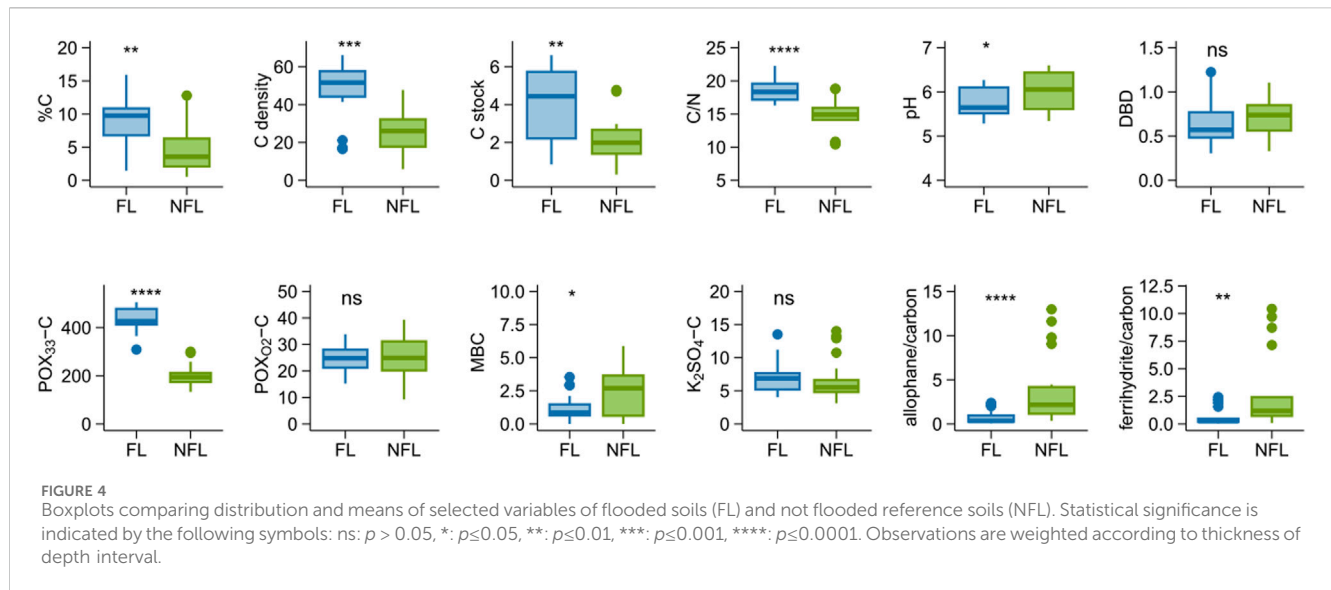 %C
20
15
10
5
0
**
FL NFL
C density
60
40
20
0
***
FL NFL
C stock
6
4
2
0
**
FL NFL
C/N
25
20
15
10
5
****
FL NFL
pH
7
6
5
4
*
FL NFL
DBD
1.5
1.0
0.5
0.0
ns
FL NFL
POX₃₃−C
400
200
0
****
FL NFL
POX_O2−C
50
40
30
20
10
0
ns
FL NFL
MBC
10.0
7.5
5.0
2.5
0.0
*
FL NFL
K₂SO₄−C
20
15
10
5
0
ns
FL NFL
allophane/carbon
15
10
5
0
****
FL NFL
ferrihydrite/carbon
12.5
10.0
7.5
5.0
2.5
0.0
**
FL NFL
FIGURE 4
Boxplots comparing distribution and means of selected variables of flooded soils (FL) and not flooded reference soils (NFL). Statistical significance is
indicated by the following symbols: ns: p > 0.05, *: p≤0.05, **: p≤0.01, ***: p≤0.001, ****: p≤0.0001. Observations are weighted according to thickness of
depth interval.